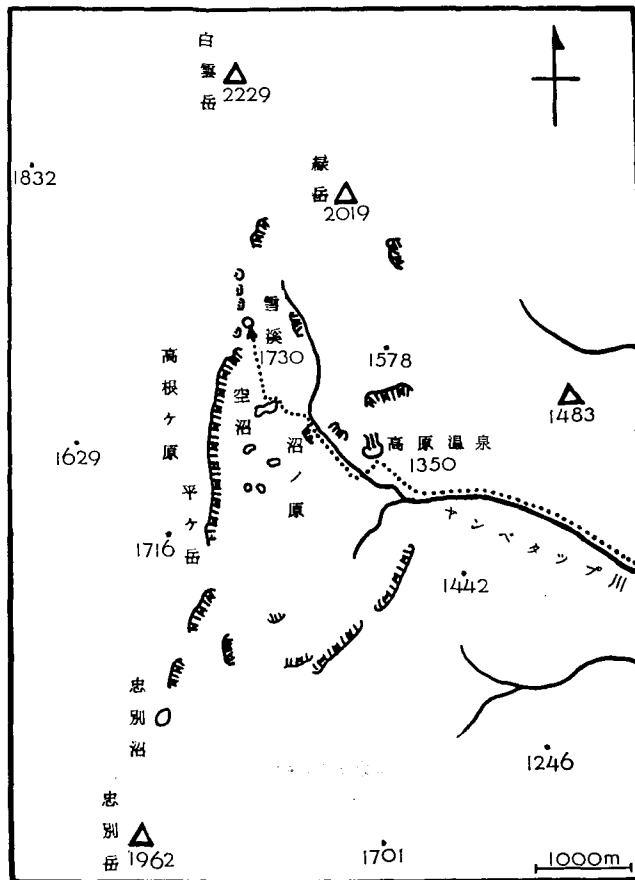 白雲岳
2229
1832
緑岳
2019
雪渓
1730
1578
高根ヶ原
空沼
1483
高原温泉
1350
1629
沼ノ原
平ヶ岳
ヤンベタップ川
1716
1442
忠別沼
1246
忠別岳
1962
1701
1000m